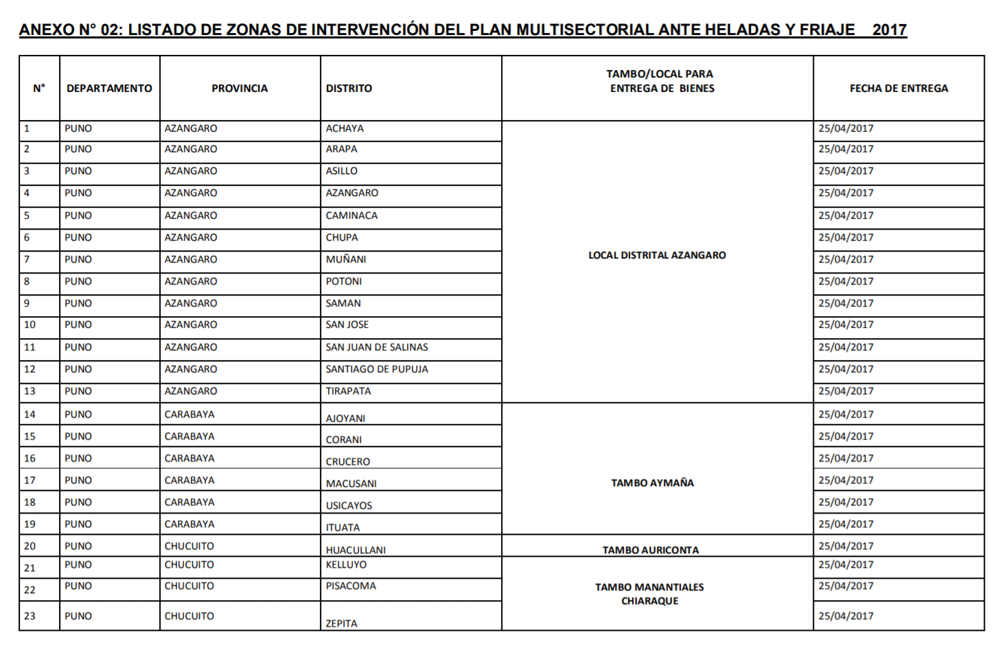 ANEXO N° 02: LISTADO DE ZONAS DE INTERVENCIÓN DEL PLAN MULTISECTORIAL ANTE HELADAS Y FRIAJE 2017
N° DEPARTAMENTO PROVINCIA DISTRITO TAMBO/LOCAL PARA ENTREGA DE BIENES FECHA DE ENTREGA
1 PUNO AZANGARO ACHAYA 25/04/2017
2 PUNO AZANGARO ARAPA 25/04/2017
3 PUNO AZANGARO ASILLO 25/04/2017
4 PUNO AZANGARO AZANGARO 25/04/2017
5 PUNO AZANGARO CAMINACA 25/04/2017
6 PUNO AZANGARO CHUPA 25/04/2017
LOCAL DISTRITAL AZANGARO
7 PUNO AZANGARO MUÑANI 25/04/2017
8 PUNO AZANGARO POTONI 25/04/2017
9 PUNO AZANGARO SAMAN 25/04/2017
10 PUNO AZANGARO SAN JOSE 25/04/2017
11 PUNO AZANGARO SAN JUAN DE SALINAS 25/04/2017
12 PUNO AZANGARO SANTIAGO DE PUPUJA 25/04/2017
13 PUNO AZANGARO TIRAPATA 25/04/2017
14 PUNO CARABAYA AJOYANI 25/04/2017
15 PUNO CARABAYA CORANI 25/04/2017
16 PUNO CARABAYA CRUCERO 25/04/2017
17 PUNO CARABAYA MACUSANI TAMBO AYMAÑA 25/04/2017
18 PUNO CARABAYA USICAYOS 25/04/2017
19 PUNO CARABAYA ITUATA 25/04/2017
20 PUNO CHUCUITO HUACULLANI TAMBO AURICONTA 25/04/2017
21 PUNO CHUCUITO KELLUYO 25/04/2017
22 PUNO CHUCUITO PISACOMA TAMBO MANANTIALES CHIARAQUE 25/04/2017
23 PUNO CHUCUITO ZEPITA 25/04/2017